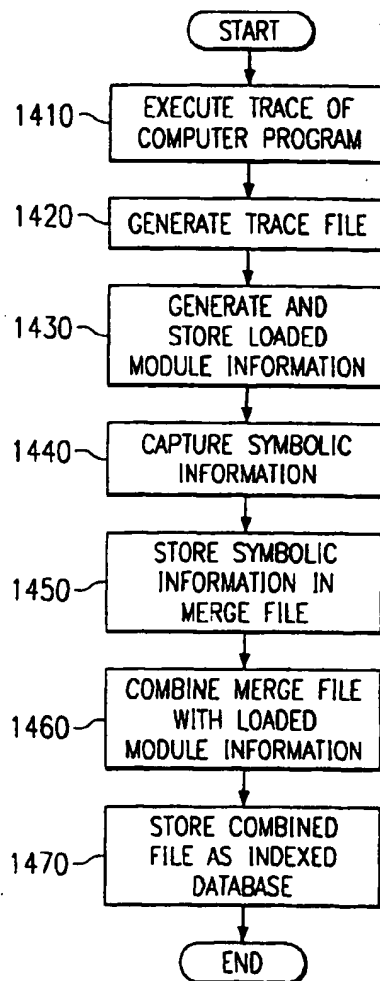 START
1410
EXECUTE TRACE OF
COMPUTER PROGRAM
1420
GENERATE TRACE FILE
1430
GENERATE AND
STORE LOADED
MODULE INFORMATION
1440
CAPTURE SYMBOLIC
INFORMATION
1450
STORE SYMBOLIC
INFORMATION IN
MERGE FILE
1460
COMBINE MERGE FILE
WITH LOADED
MODULE INFORMATION
1470
STORE COMBINED
FILE AS INDEXED
DATABASE
END